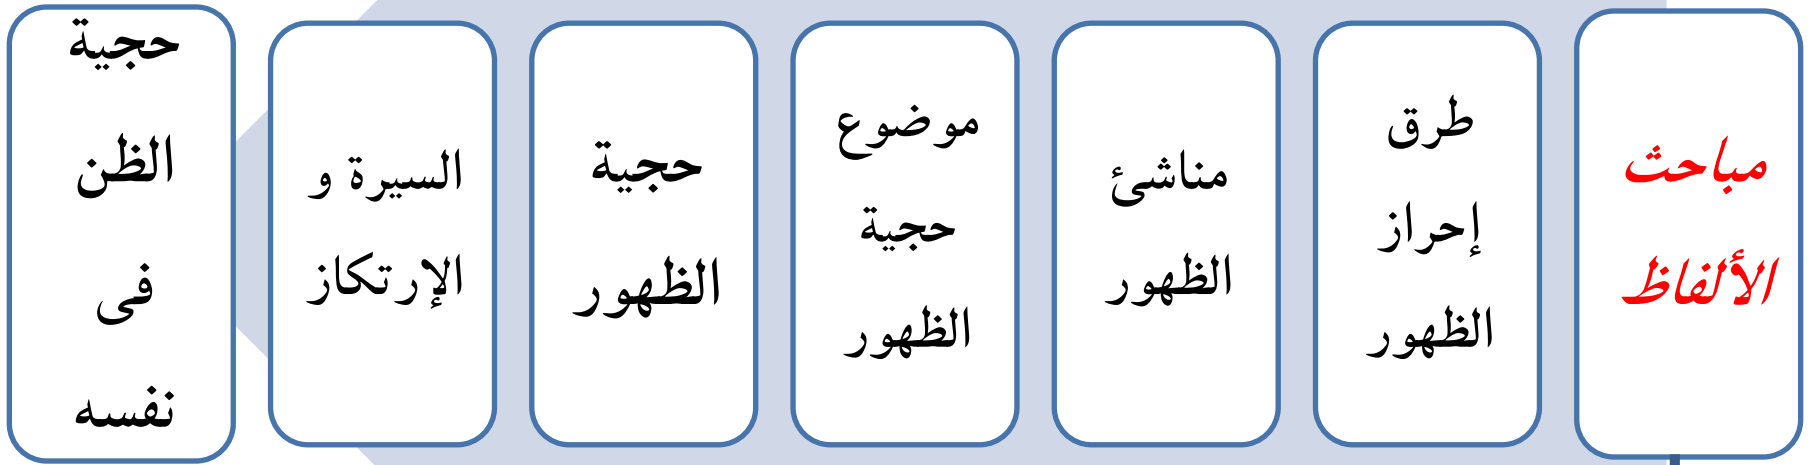 مباحث
الألفاظ
طرق
إحراز
الظهور
مناشئ
الظهور
موضوع
حجية
الظهور
حجية
الظهور
السيرة و
الإرتكاز
حجية
الظن
فى
نفسه